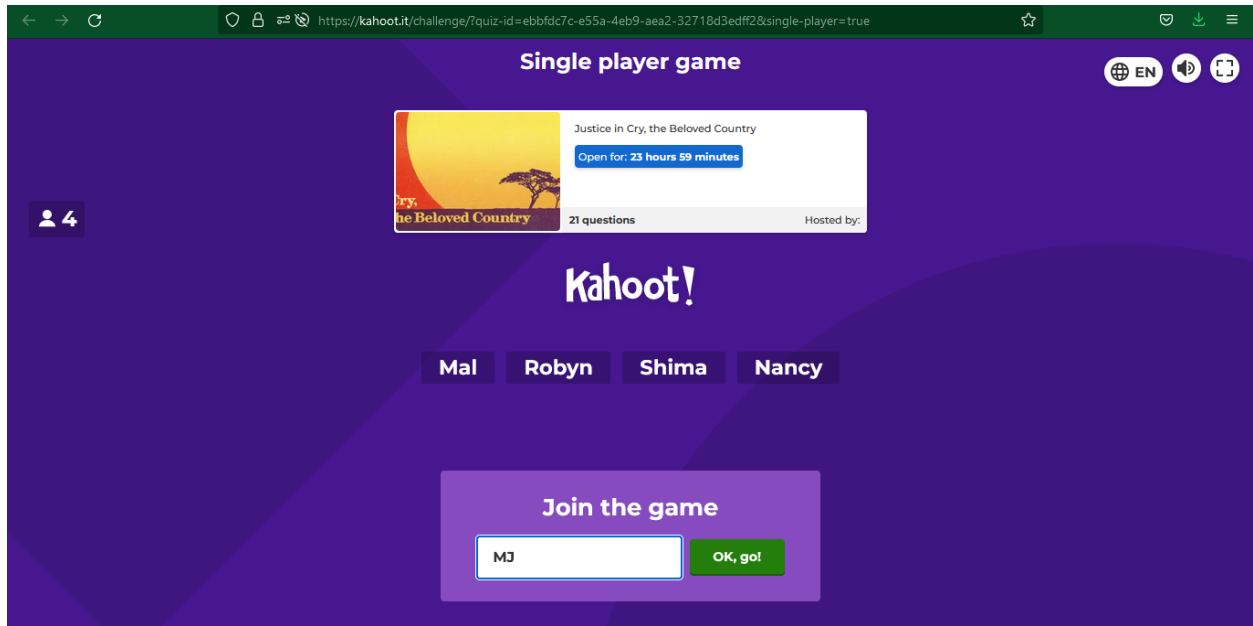 https://kahoot.it/challenge/?quiz-id=ebbfdc7c-e55a-4eb9-aea2-32718d3edff2&single-player=true
Single player game
EN
Justice in Cry, the Beloved Country
Open for: 23 hours 59 minutes
Cry,
the Beloved Country
21 questions
Hosted by:
4
Kahoot!
Mal Robyn Shima Nancy
Join the game
MJ
OK, go!